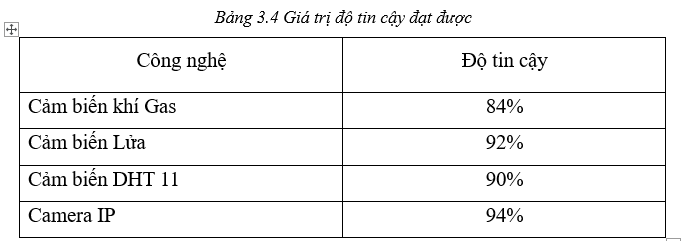 Bảng 3.4 Giá trị độ tin cậy đạt được
Công nghệ Độ tin cậy
Cảm biến khí Gas 84%
Cảm biến Lửa 92%
Cảm biến DHT 11 90%
Camera IP 94%